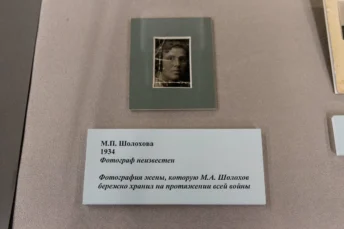 М.П. Шолохова
1934
Фотограф неизвестен
Фотография жены, которую М.А. Шолохов
бережно хранил на протяжении всей войны